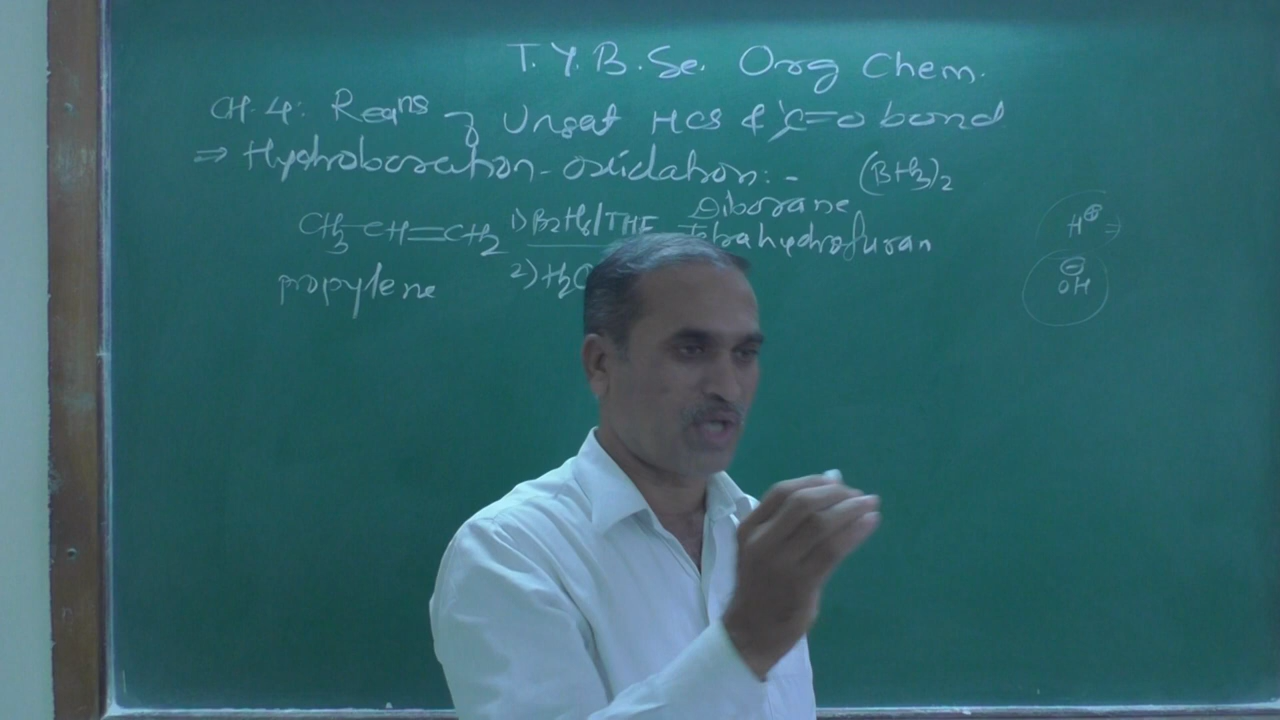 T.Y.B.Sc. Org Chem.
CH. 4: Reaⁿs of Unsat HCs & C=O bond
⇒ Hydroboration-oxidation:- (BH₃)₂
CH₃-CH=CH₂ 1) B₂H₆/THF Diborane
tetrahydrofuran
propylene 2) H₂O
H⊕
⊖
OH